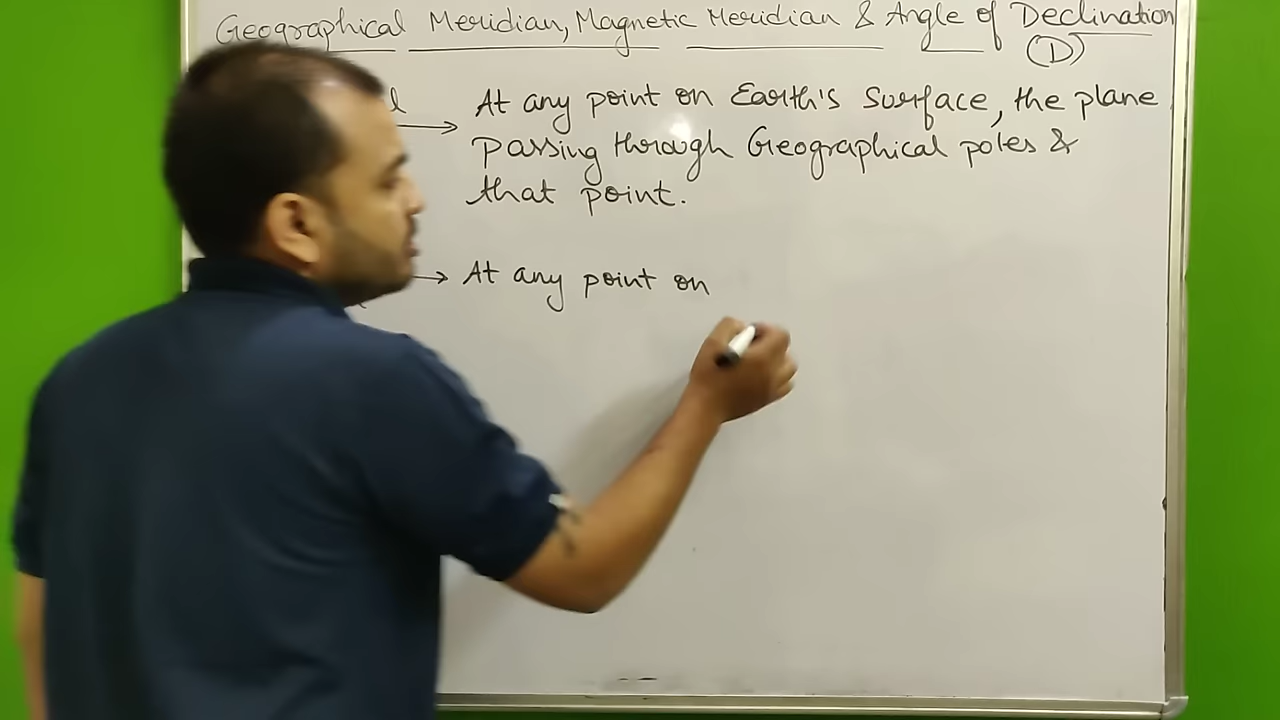 Geographical Meridian, Magnetic Meridian & Angle of Declination
(D)
At any point on Earth's Surface, the plane
passing through Geographical poles &
that point.
At any point on